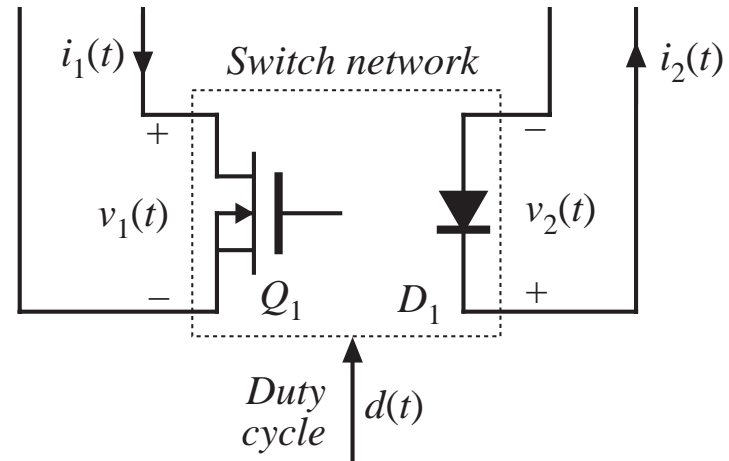 i₁(t)
Switch network
i₂(t)
+
−
v₁(t)
v₂(t)
−
Q₁
D₁
+
Duty
cycle
d(t)